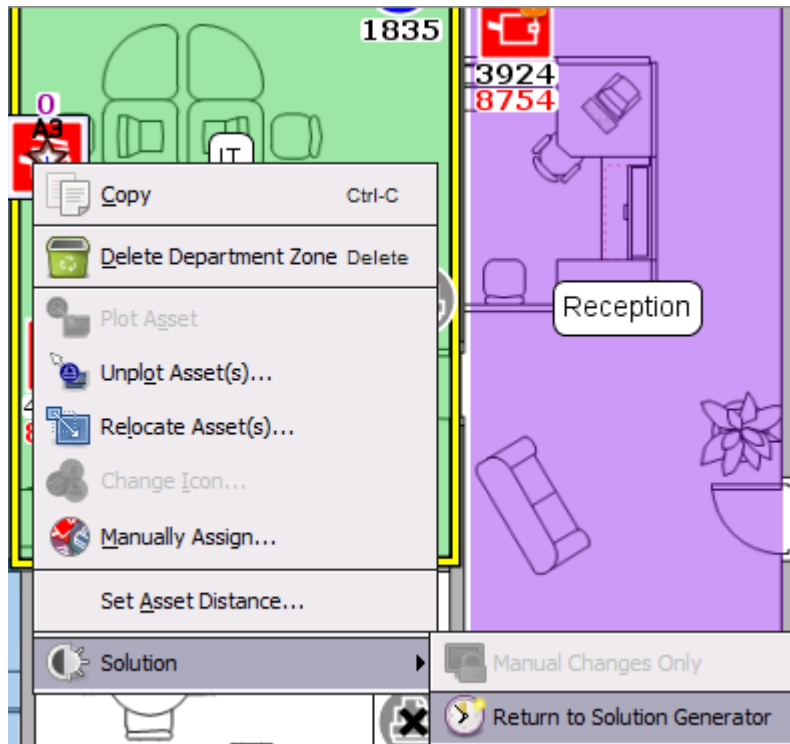 1835
3924
8754
0
A3
IT
Copy Ctrl-C
Delete Department Zone Delete
Plot Asset
Reception
Unplot Asset(s)...
Relocate Asset(s)...
Change Icon...
Manually Assign...
Set Asset Distance...
Solution
Manual Changes Only
Return to Solution Generator